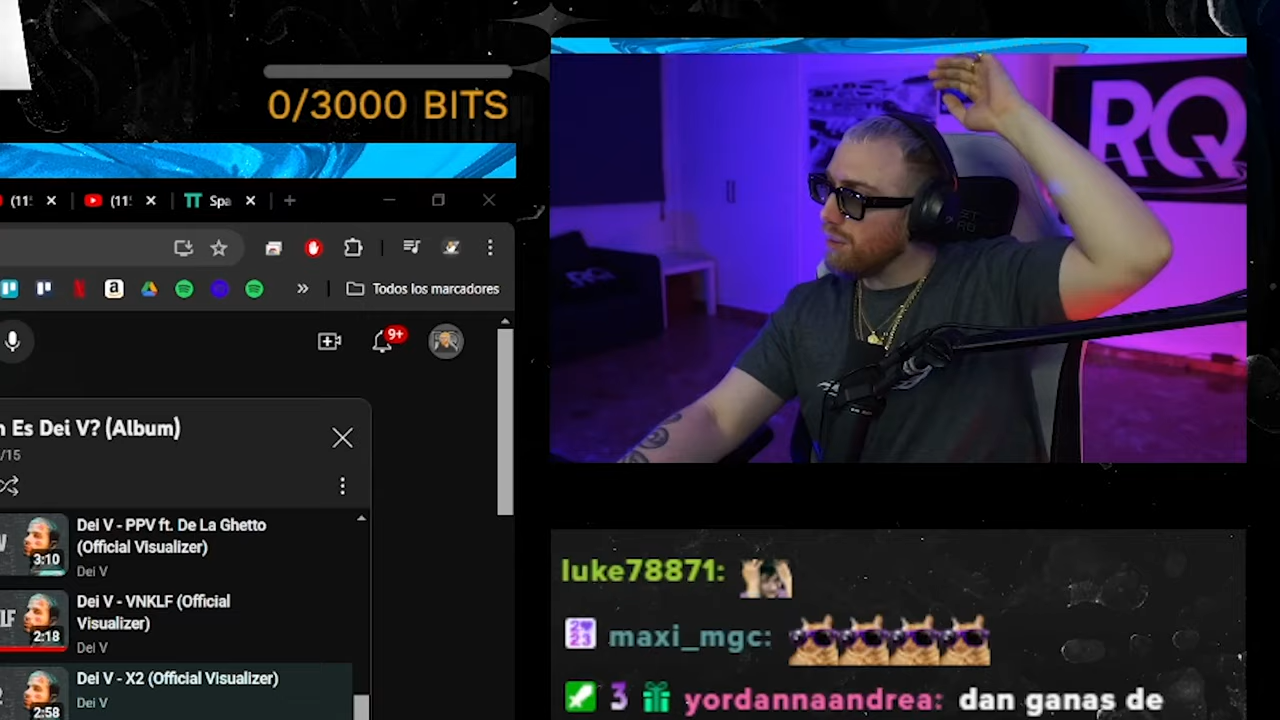 0/3000 BITS
(11:
(11:
Spa
Todos los marcadores
9+
n Es Dei V? (Album)
/15
Dei V - PPV ft. De La Ghetto
(Official Visualizer)
3:10
Dei V
Dei V - VNKLF (Official
Visualizer)
2:18
Dei V
Dei V - X2 (Official Visualizer)
Dei V
2:58
RQ
RQ
luke78871:
maxi_mgc:
3 yordannaandrea: dan ganas de